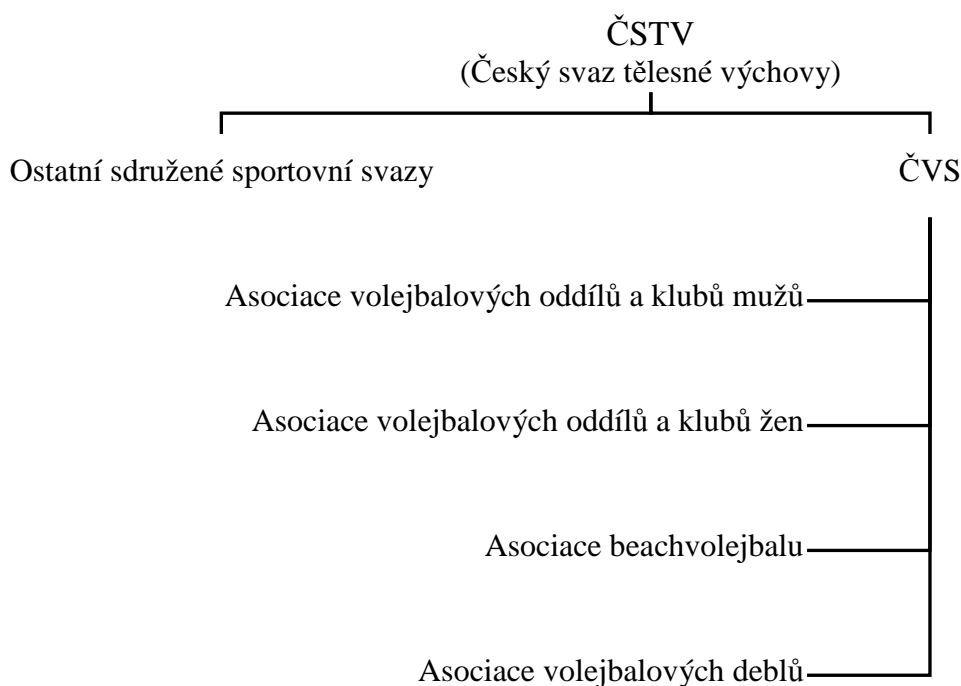 ČSTV
(Český svaz tělesné výchovy)
Ostatní sdružené sportovní svazy
ČVS
Asociace volejbalových oddílů a klubů mužů
Asociace volejbalových oddílů a klubů žen
Asociace beachvolejbalu
Asociace volejbalových deblů